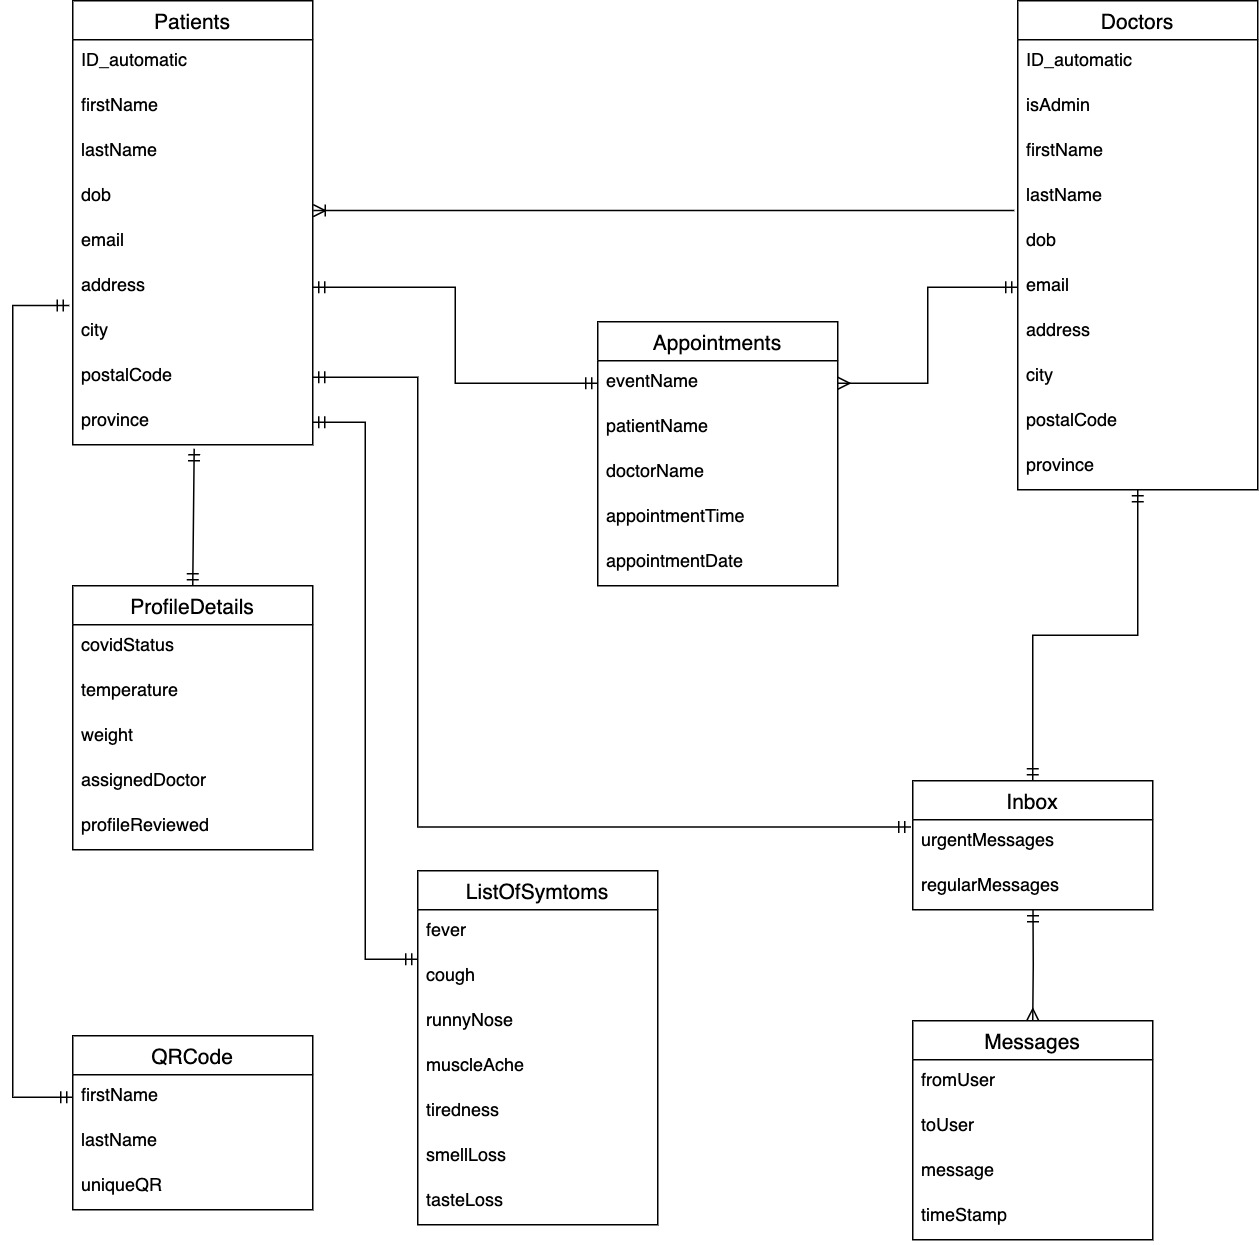 Patients
ID_automatic
firstName
lastName
dob
email
address
city
postalCode
province
Doctors
ID_automatic
isAdmin
firstName
lastName
dob
email
address
city
postalCode
province
Appointments
eventName
patientName
doctorName
appointmentTime
appointmentDate
ProfileDetails
covidStatus
temperature
weight
assignedDoctor
profileReviewed
Inbox
urgentMessages
regularMessages
ListOfSymtoms
fever
cough
runnyNose
muscleAche
tiredness
smellLoss
tasteLoss
QRCode
firstName
lastName
uniqueQR
Messages
fromUser
toUser
message
timeStamp